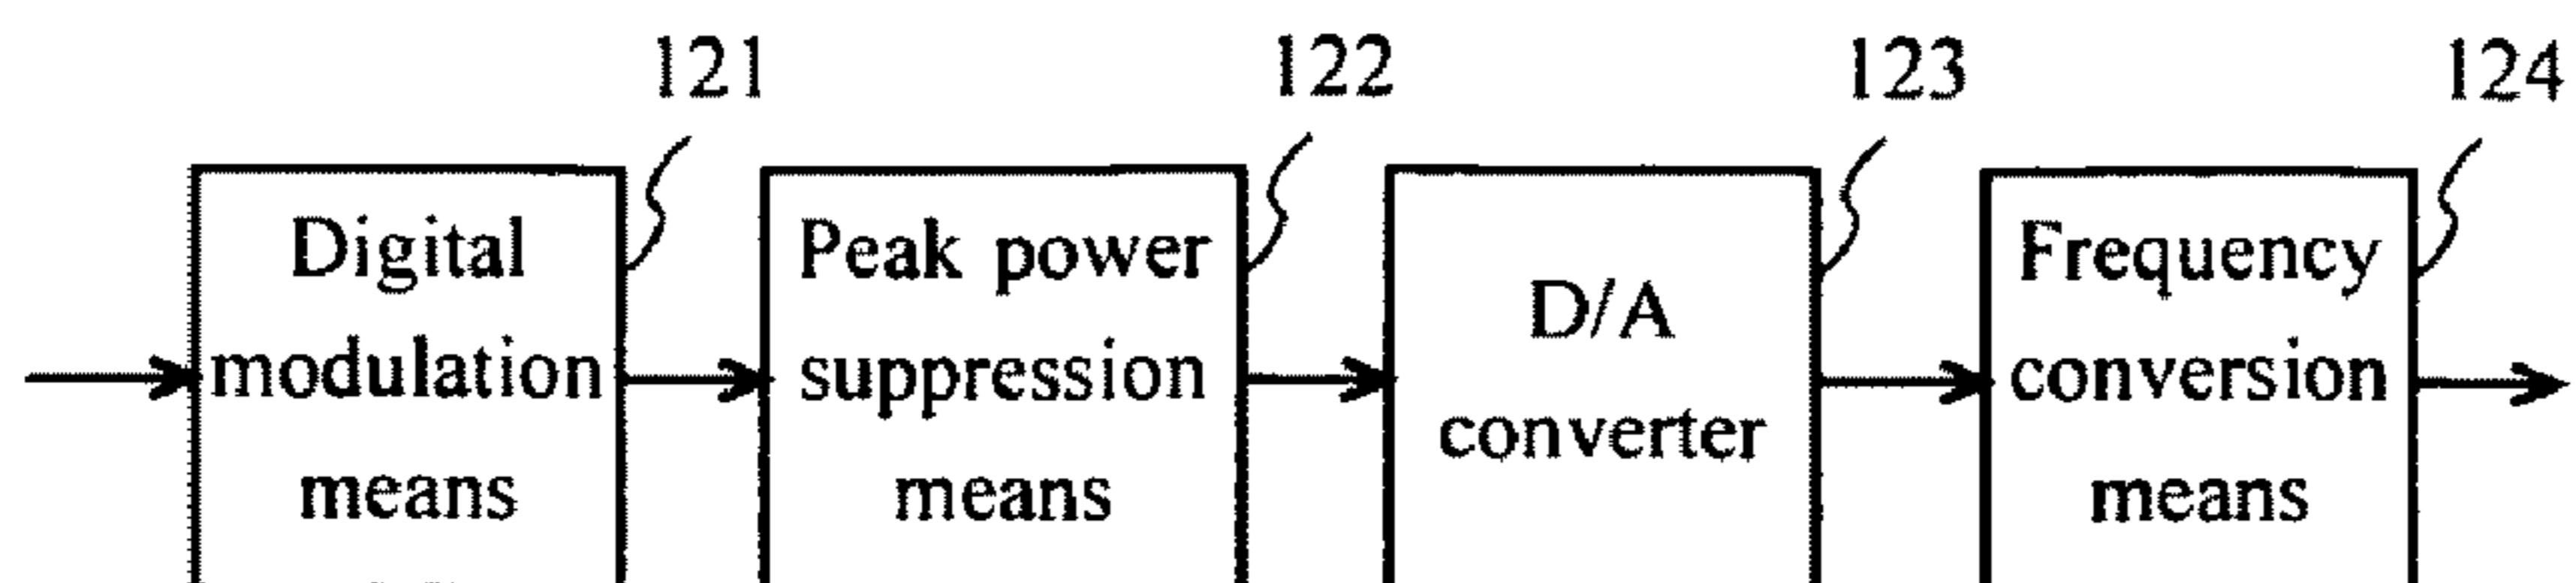 121
122
123
124
Digital
modulation
means
Peak power
suppression
means
D/A
converter
Frequency
conversion
means